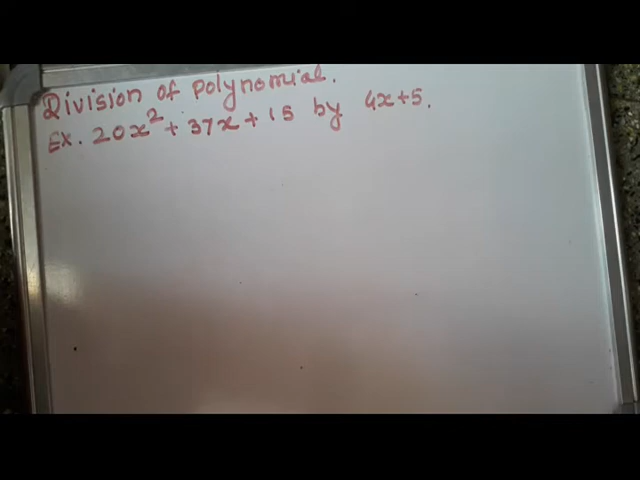 Division of polynomial.
Ex. 20x² + 37x + 15 by 4x+5.